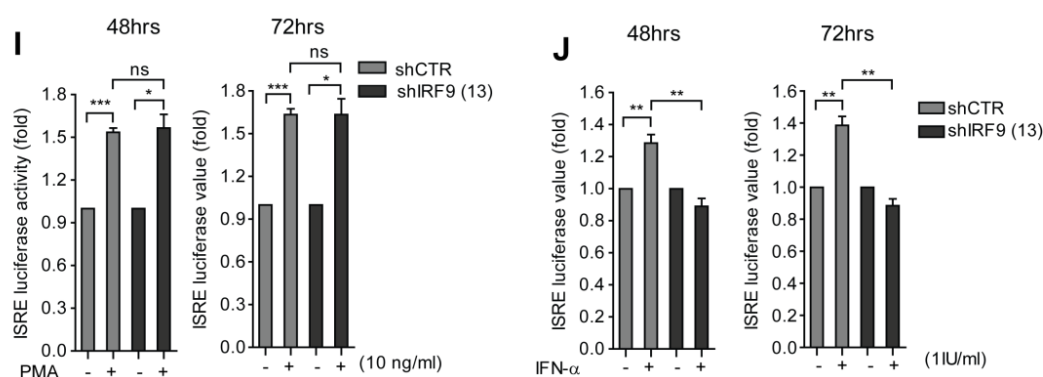 I
48hrs
ISRE luciferase activity (fold)
1.8
1.5
1.2
0.9
0.6
0.3
0.0
***
ns
*
PMA
- + - +
72hrs
ISRE luciferase value (fold)
1.8
1.5
1.2
0.9
0.6
0.3
0.0
***
ns
*
- + - +
(10 ng/ml)
shCTR
shIRF9 (13)
J
48hrs
ISRE luciferase value (fold)
1.6
1.4
1.2
1.0
0.8
0.6
0.4
0.2
0.0
**
**
IFN-α
- + - +
72hrs
ISRE luciferase value (fold)
1.6
1.4
1.2
1.0
0.8
0.6
0.4
0.2
0.0
**
**
- + - +
(1IU/ml)
shCTR
shIRF9 (13)